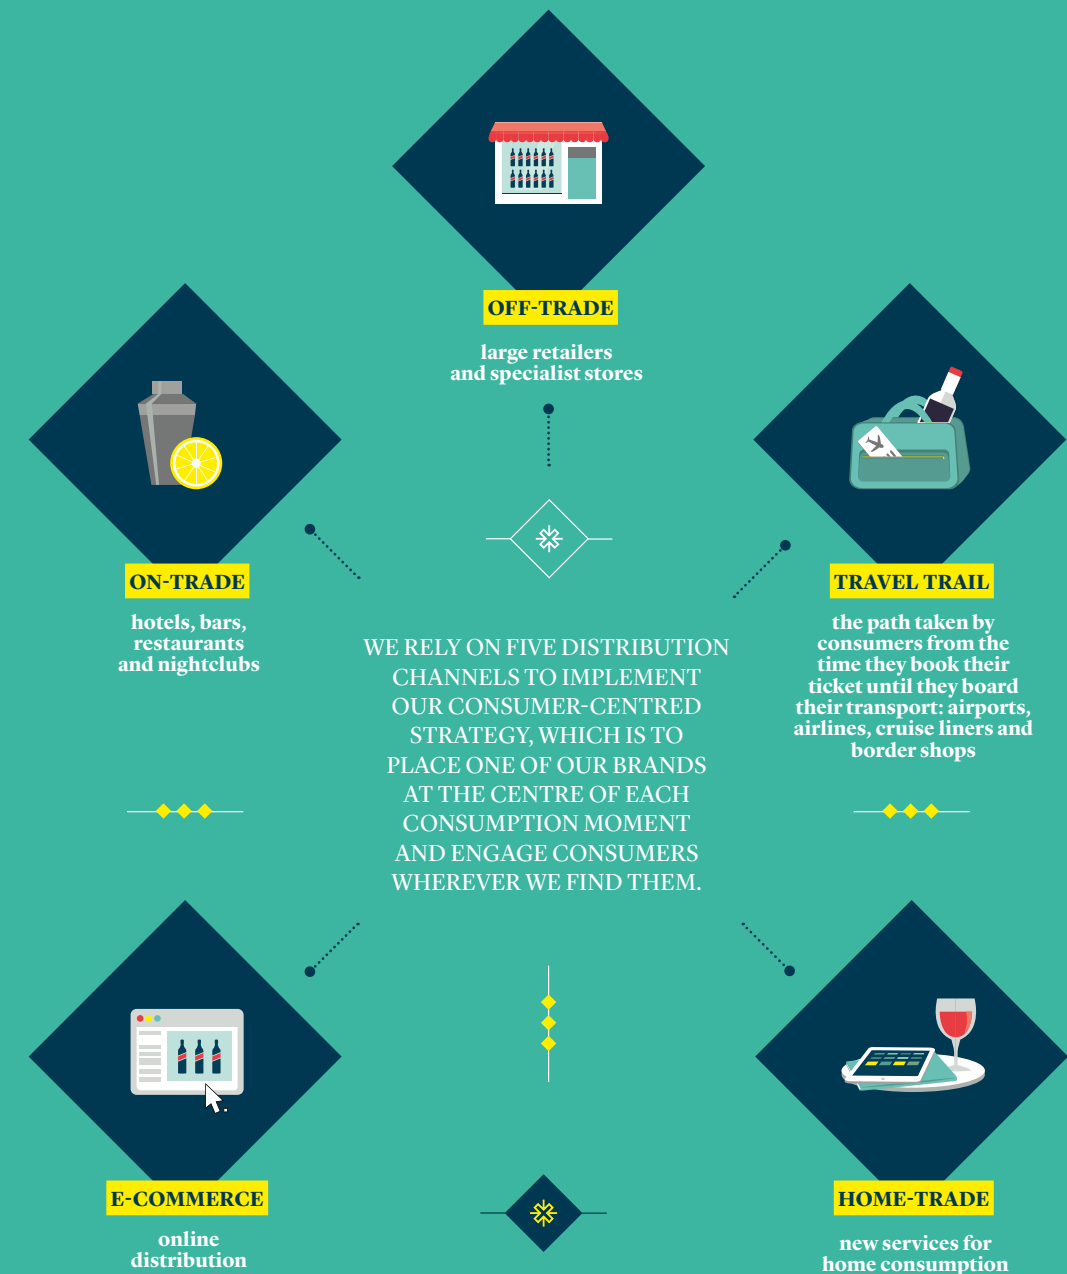 OFF-TRADE
large retailers
and specialist stores
ON-TRADE
hotels, bars,
restaurants
and nightclubs
TRAVEL TRAIL
the path taken by
consumers from the
time they book their
ticket until they board
their transport: airports,
airlines, cruise liners and
border shops
WE RELY ON FIVE DISTRIBUTION
CHANNELS TO IMPLEMENT
OUR CONSUMER-CENTRED
STRATEGY, WHICH IS TO
PLACE ONE OF OUR BRANDS
AT THE CENTRE OF EACH
CONSUMPTION MOMENT
AND ENGAGE CONSUMERS
WHEREVER WE FIND THEM.
E-COMMERCE
online
distribution
HOME-TRADE
new services for
home consumption